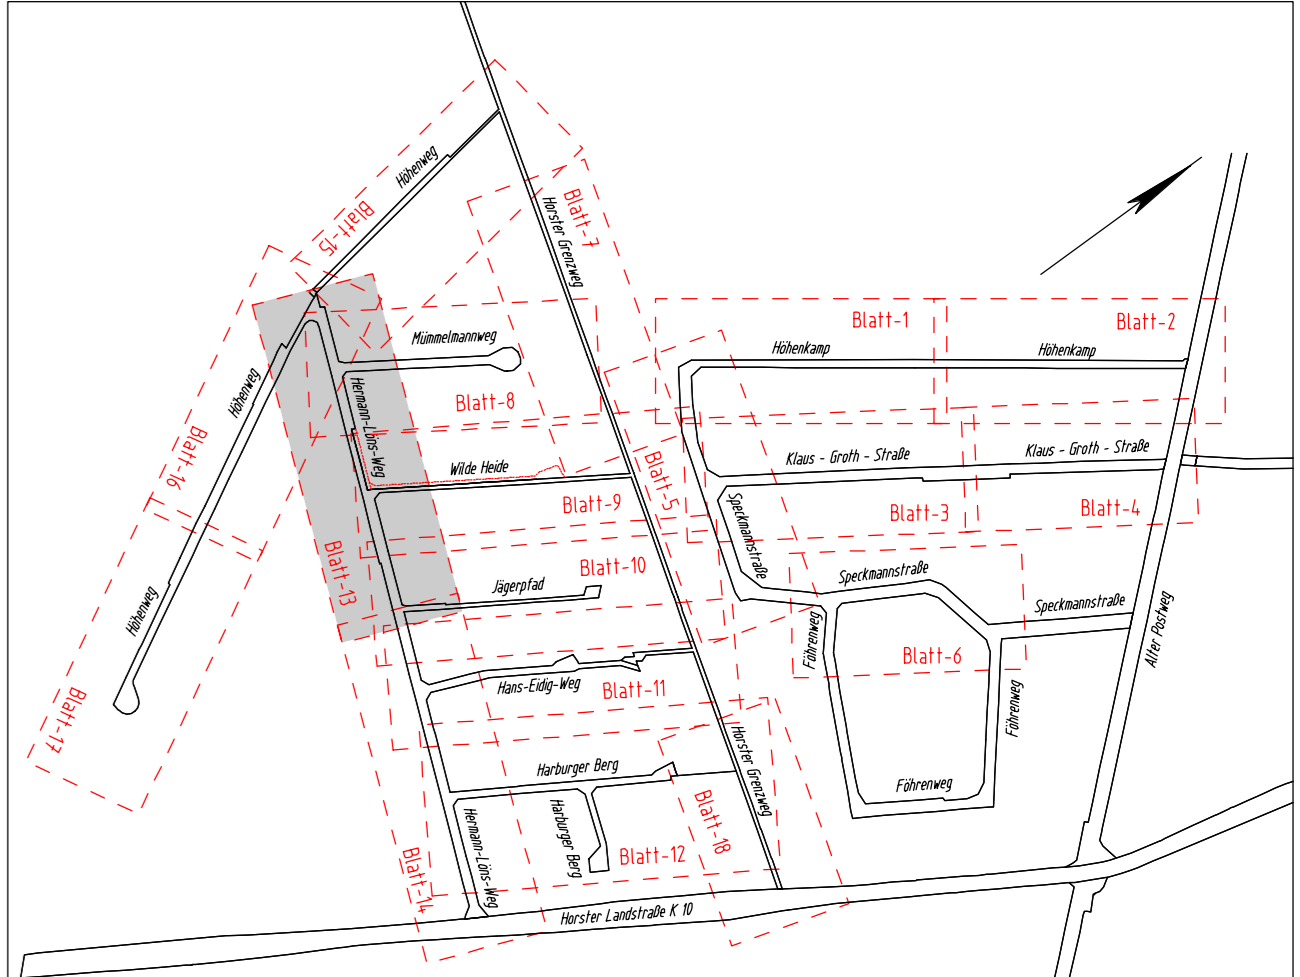 Höhenweg
Blatt-15
Horster Grenzweg
Blatt-7
Mümmelmannweg
Blatt-8
Hermann-Löns-Weg
Wilde Heide
Höhenweg
Blatt-16
Höhenweg
Blatt-17
Blatt-13
Blatt-9
Blatt-5
Blatt-10
Jägerpfad
Hans-Eidig-Weg
Blatt-11
Harburger Berg
Harburger Berg
Hermann-Löns-Weg
Blatt-12
Blatt-14
Blatt-18
Horster Grenzweg
Horster Landstraße K 10
Blatt-1
Blatt-2
Höhenkamp
Höhenkamp
Klaus - Groth - Straße
Klaus - Groth - Straße
Blatt-3
Blatt-4
Speckmannstraße
Speckmannstraße
Speckmannstraße
Föhrenweg
Blatt-6
Föhrenweg
Föhrenweg
Alter Postweg